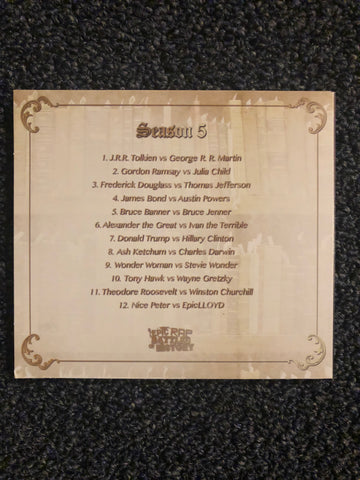 Season 5
1. J.R.R. Tolkien vs George R. R. Martin
2. Gordon Ramsay vs Julia Child
3. Frederick Douglass vs Thomas Jefferson
4. James Bond vs Austin Powers
5. Bruce Banner vs Bruce Jenner
6. Alexander the Great vs Ivan the Terrible
7. Donald Trump vs Hillary Clinton
8. Ash Ketchum vs Charles Darwin
9. Wonder Woman vs Stevie Wonder
10. Tony Hawk vs Wayne Gretzky
11. Theodore Roosevelt vs Winston Churchill
12. Nice Peter vs EpicLLOYD
EPIC RAP
BATTLES
OF HISTORY